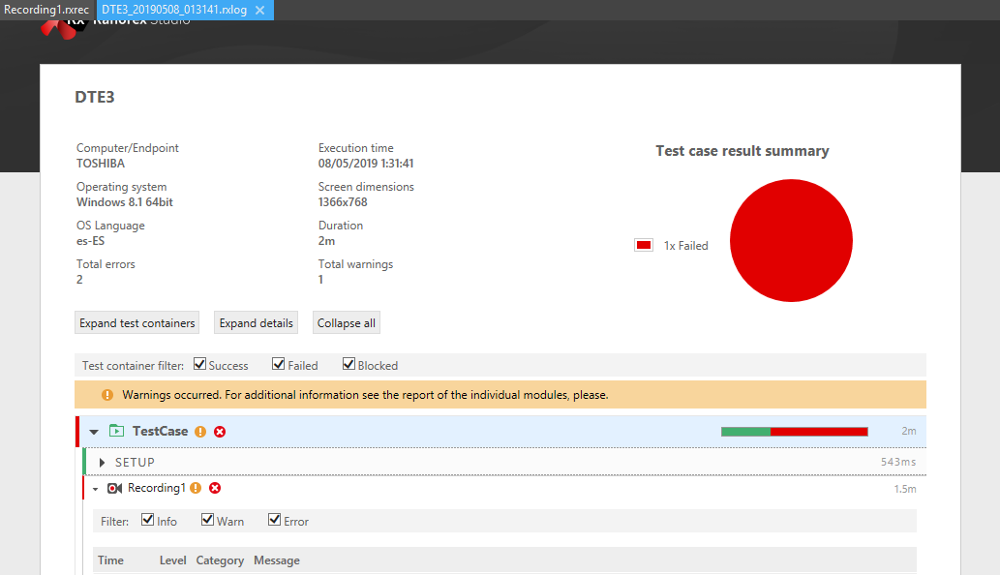 Recording1.rxrec DTE3_20190508_013141.rxlog
Ranorex Studio
DTE3
Computer/Endpoint
TOSHIBA
Execution time
08/05/2019 1:31:41
Operating system
Windows 8.1 64bit
Screen dimensions
1366x768
OS Language
es-ES
Duration
2m
Total errors
2
Total warnings
1
Test case result summary
1x Failed
Expand test containers Expand details Collapse all
Test container filter: Success Failed Blocked
Warnings occurred. For additional information see the report of the individual modules, please.
TestCase 2m
SETUP 543ms
Recording1 1.5m
Filter: Info Warn Error
Time Level Category Message